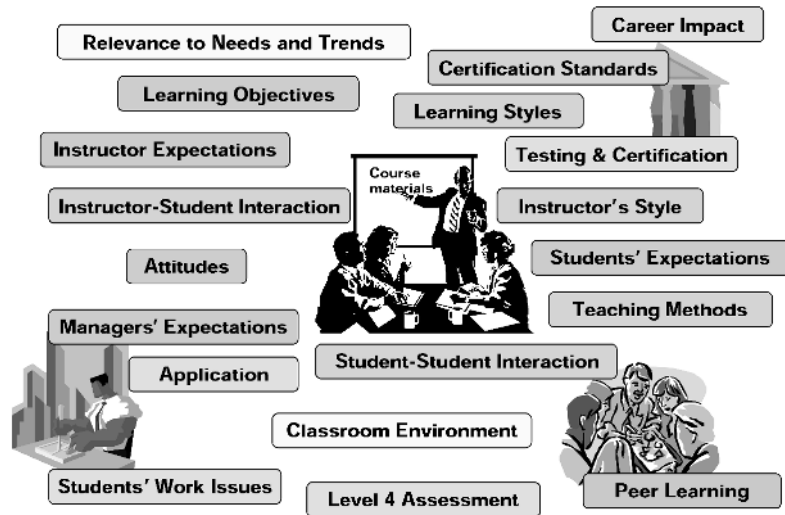 Career Impact
Relevance to Needs and Trends
Certification Standards
Learning Objectives
Learning Styles
Instructor Expectations
Testing & Certification
Course
materials
Instructor-Student Interaction
Instructor's Style
Attitudes
Students' Expectations
Teaching Methods
Managers' Expectations
Student-Student Interaction
Application
Classroom Environment
Students' Work Issues
Level 4 Assessment
Peer Learning